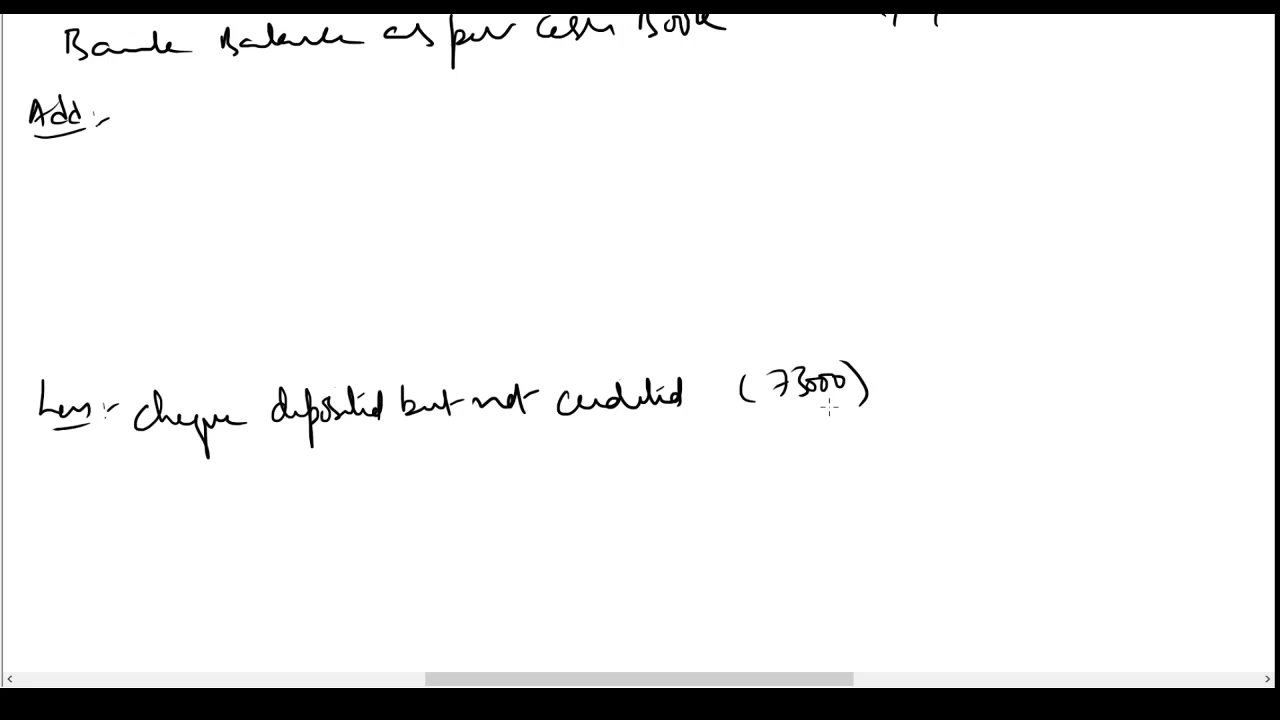 Bank Balance as per Cash Book
Add :-
Less :- Cheque deposited but not credited (73000)